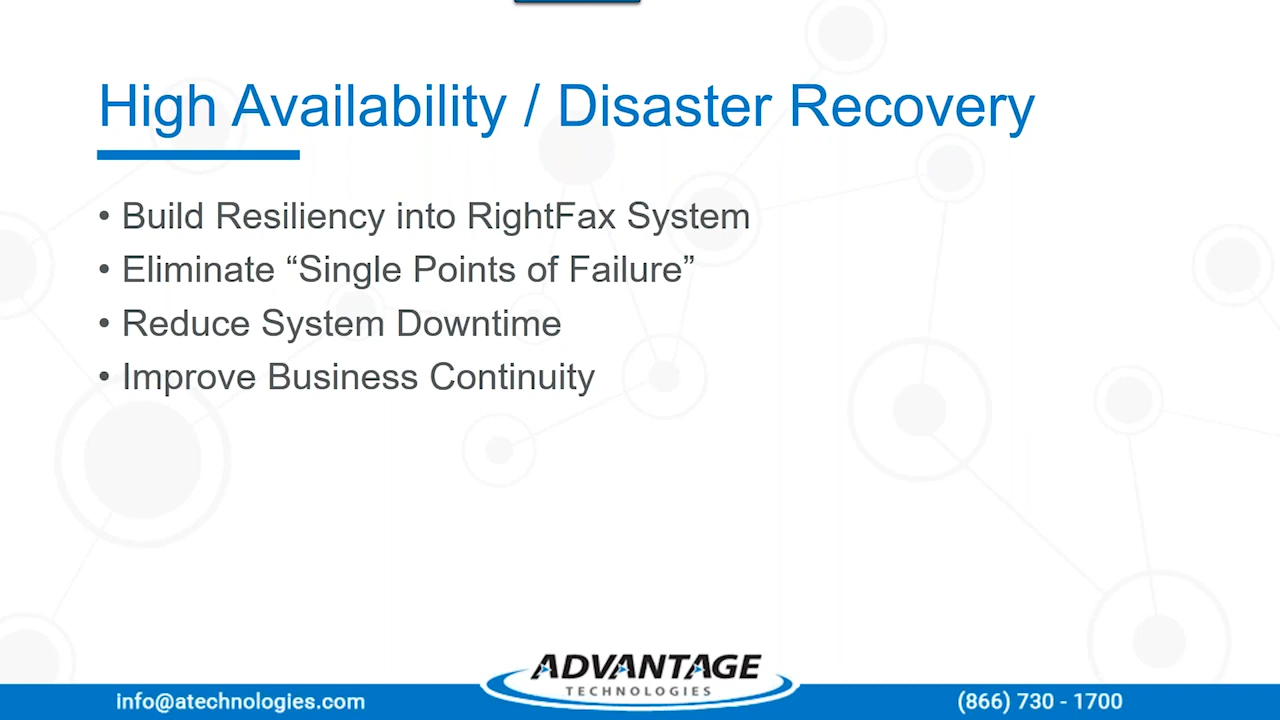 High Availability / Disaster Recovery
• Build Resiliency into RightFax System
• Eliminate “Single Points of Failure”
• Reduce System Downtime
• Improve Business Continuity
ADVANTAGE
TECHNOLOGIES
info@atechnologies.com
(866) 730 - 1700